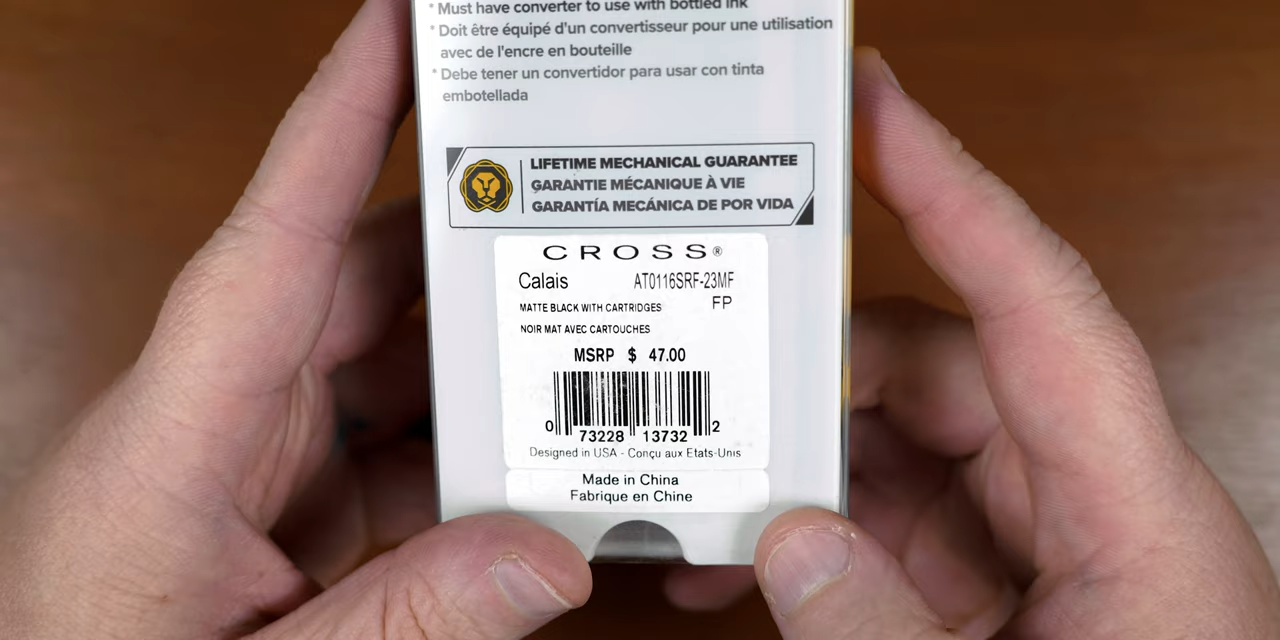 * Must have converter to use with bottled ink
* Doit être équipé d'un convertisseur pour une utilisation
avec de l'encre en bouteille
* Debe tener un convertidor para usar con tinta
embotellada
LIFETIME MECHANICAL GUARANTEE
GARANTIE MÉCANIQUE À VIE
GARANTÍA MECÁNICA DE POR VIDA
CROSS®
Calais AT0116SRF-23MF
MATTE BLACK WITH CARTRIDGES FP
NOIR MAT AVEC CARTOUCHES
MSRP $ 47.00
0 73228 13732 2
Designed in USA - Conçu aux Etats-Unis
Made in China
Fabrique en Chine